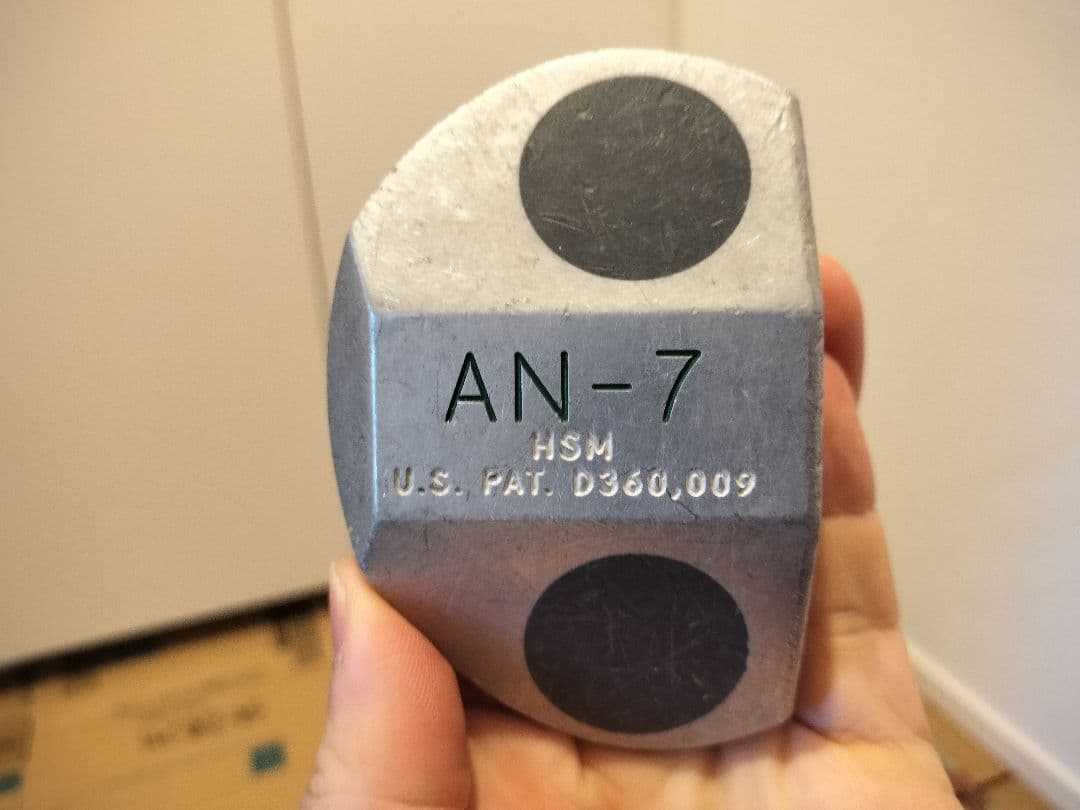 AN-7
HSM
U.S. PAT. D360,009